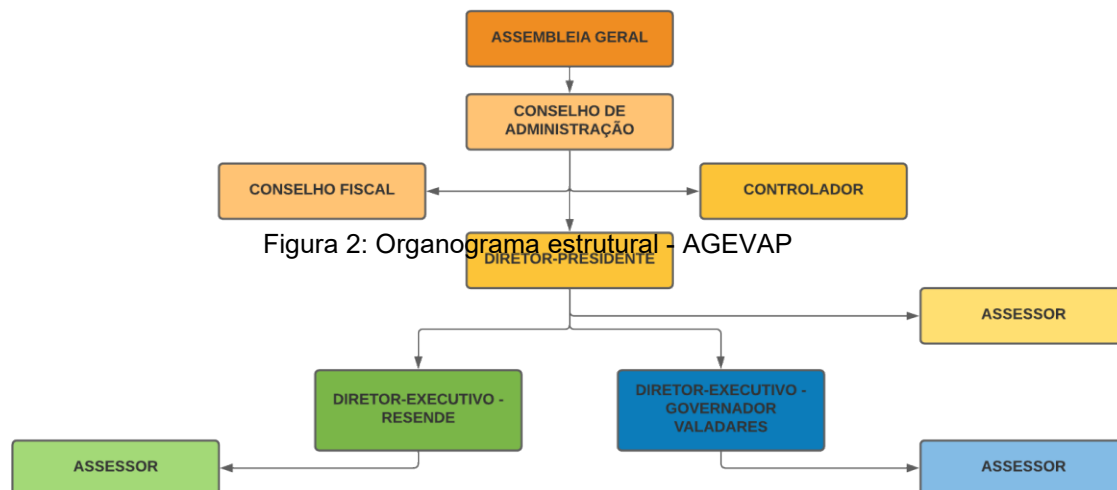 ASSEMBLEIA GERAL
CONSELHO DE
ADMINISTRAÇÃO
CONSELHO FISCAL
CONTROLADOR
Figura 2: Organograma estrutural - AGEVAP
DIRETOR-PRESIDENTE
ASSESSOR
DIRETOR-EXECUTIVO -
RESENDE
DIRETOR-EXECUTIVO -
GOVERNADOR
VALADARES
ASSESSOR
ASSESSOR